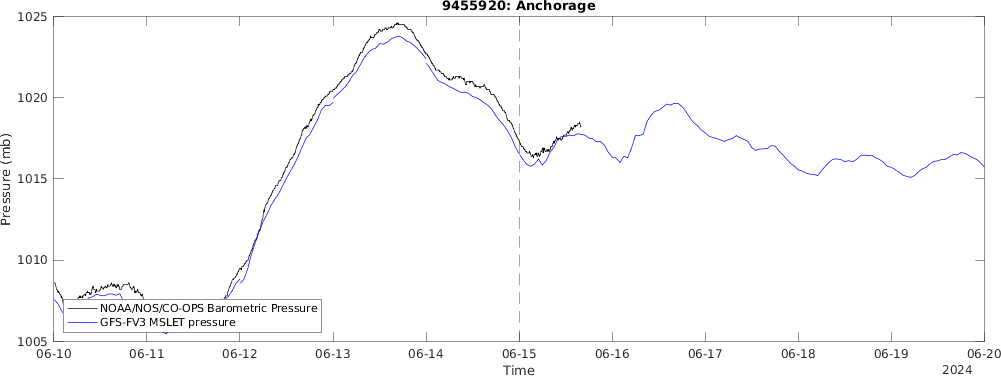 9455920: Anchorage
Pressure (mb)
1025
1020
1015
1010
1005
NOAA/NOS/CO-OPS Barometric Pressure
GFS-FV3 MSLET pressure
06-10 06-11 06-12 06-13 06-14 06-15 06-16 06-17 06-18 06-19 06-20
Time
2024